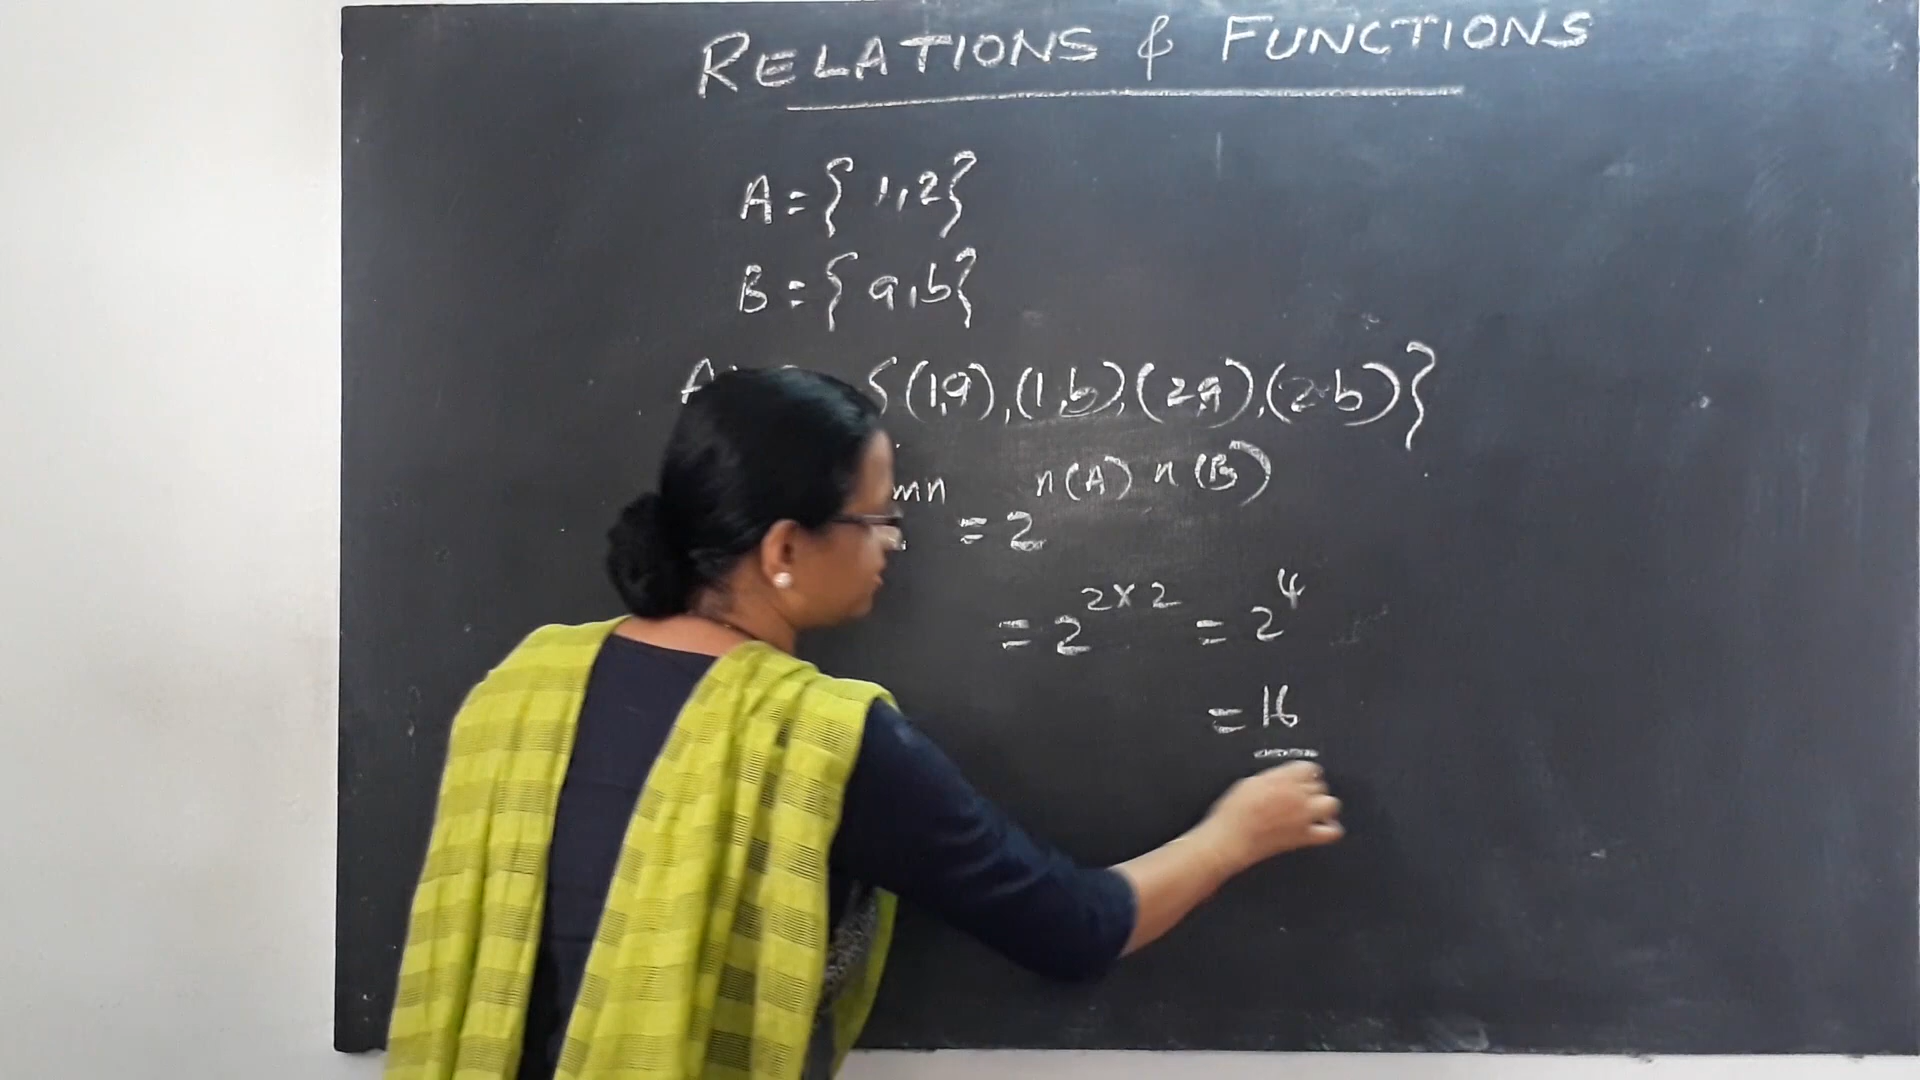 RELATIONS & FUNCTIONS
A = { 1,2}
B = { a,b}
A {(1,a),(1,b),(2,a),(2,b)}
mn n(A) n(B)
= 2
= 2^2×2 = 2^4
= 16